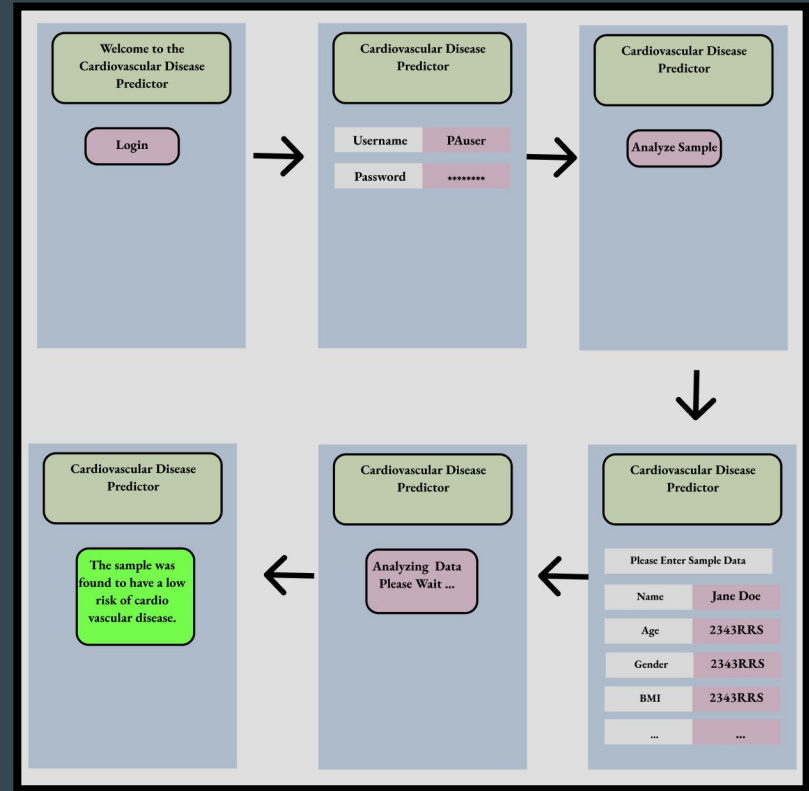 Welcome to the
Cardiovascular Disease
Predictor
Login
Cardiovascular Disease
Predictor
Username PAuser
Password ********
Cardiovascular Disease
Predictor
Analyze Sample
Cardiovascular Disease
Predictor
Please Enter Sample Data
Name Jane Doe
Age 2343RRS
Gender 2343RRS
BMI 2343RRS
... ...
Cardiovascular Disease
Predictor
Analyzing Data
Please Wait ...
Cardiovascular Disease
Predictor
The sample was
found to have a low
risk of cardio
vascular disease.